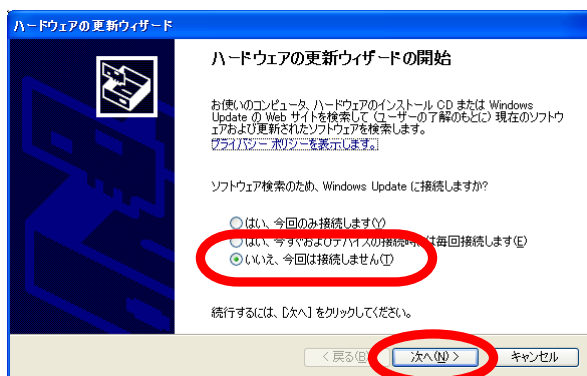 ハードウェアの更新ウィザード
ハードウェアの更新ウィザードの開始
お使いのコンピュータ、ハードウェアのインストール CD または Windows
Update の Web サイトを検索して (ユーザーの了解のもとに) 現在のソフトウ
ェアおよび更新されたソフトウェアを検索します。
プライバシー ポリシーを表示します。
ソフトウェア検索のため、Windows Update に接続しますか?
はい、今回のみ接続します(Y)
はい、今すぐおよびデバイスの接続時には毎回接続します(E)
いいえ、今回は接続しません(T)
続行するには、[次へ] をクリックしてください。
< 戻る(B)
次へ(N) >
キャンセル